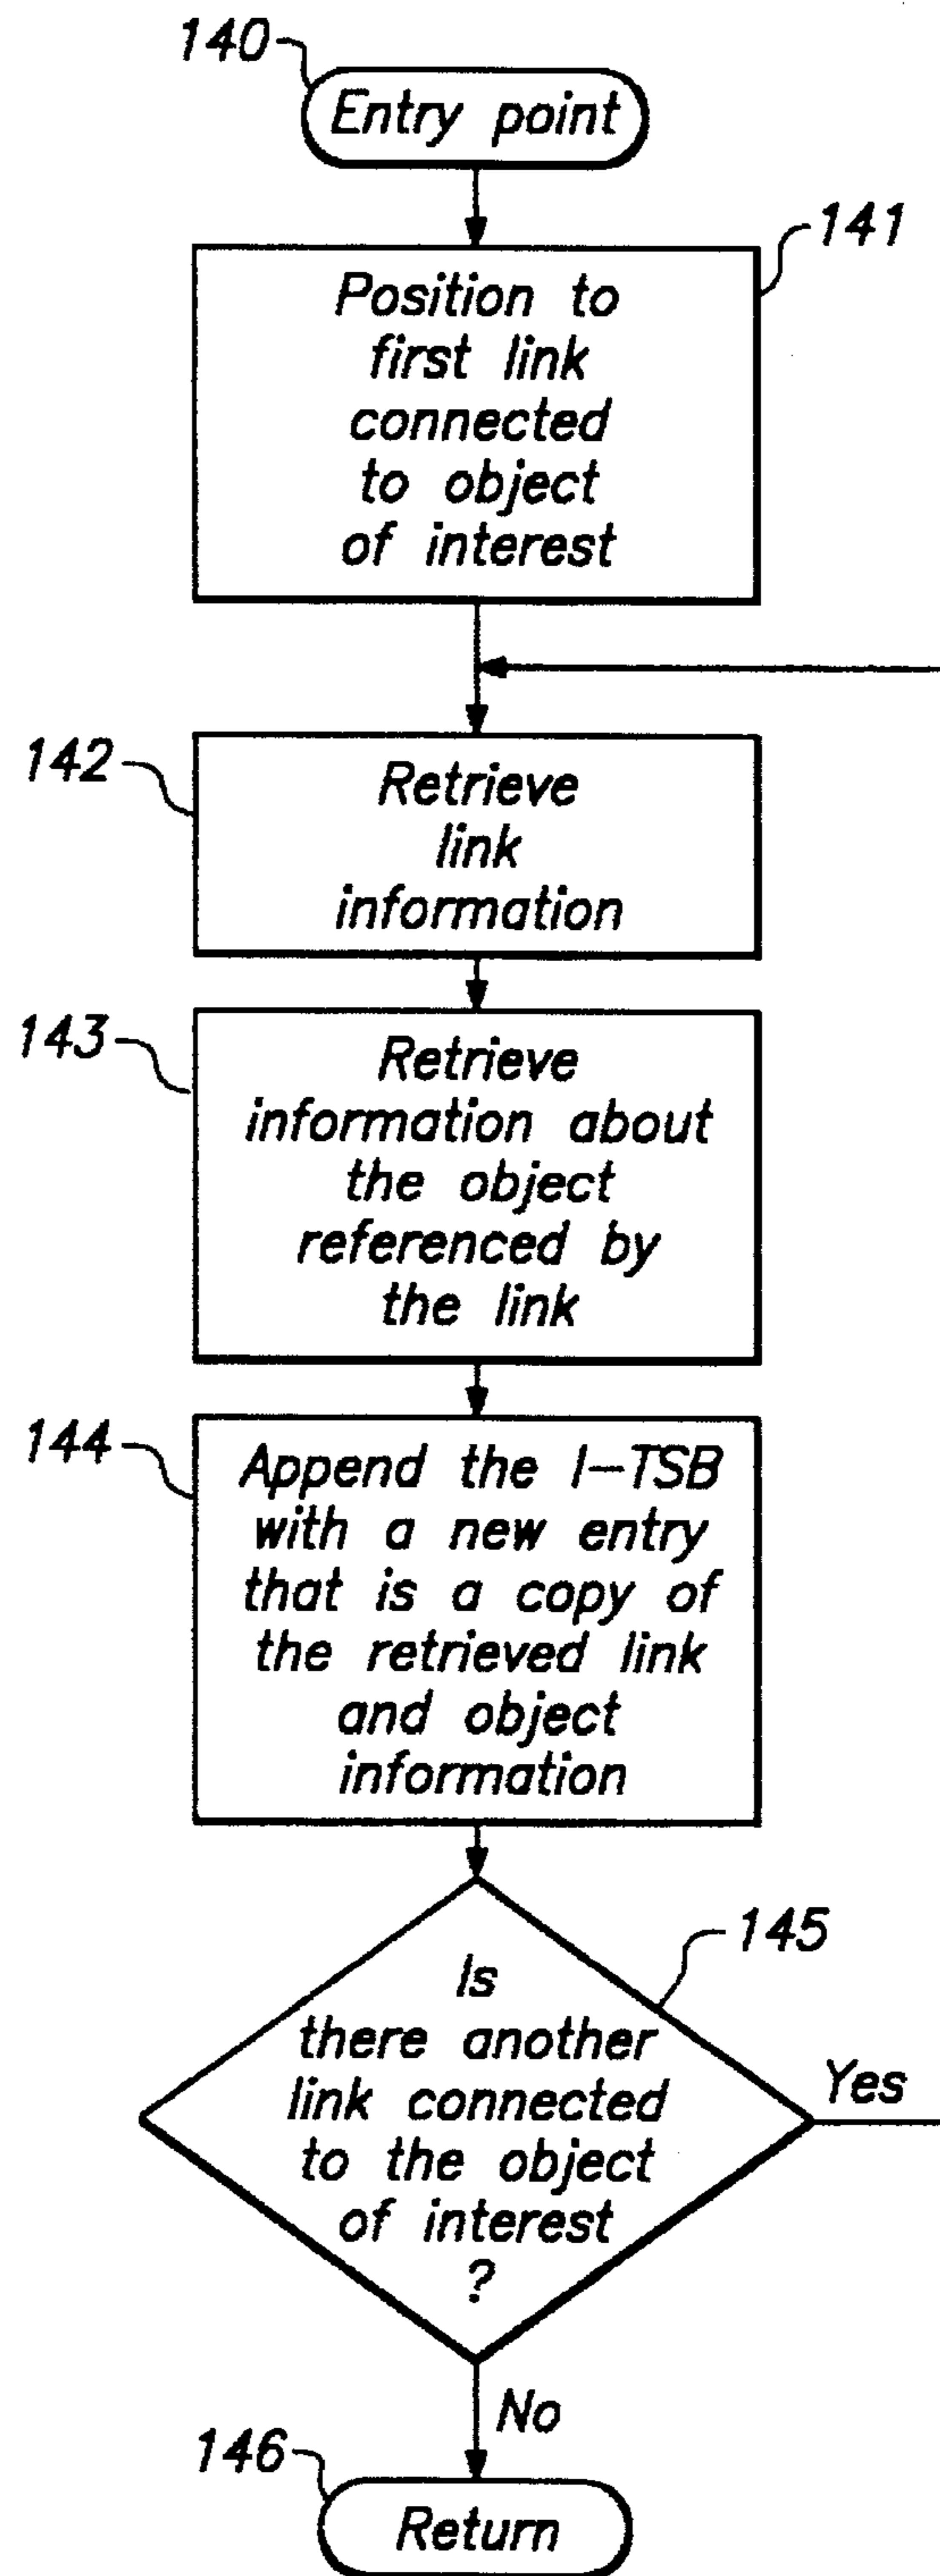 140
Entry point
141
Position to
first link
connected
to object
of interest
142
Retrieve
link
information
143
Retrieve
information about
the object
referenced by
the link
144
Append the I-TSB
with a new entry
that is a copy of
the retrieved link
and object
information
145
Is
there another
link connected
to the object
of interest
?
Yes
No
146
Return